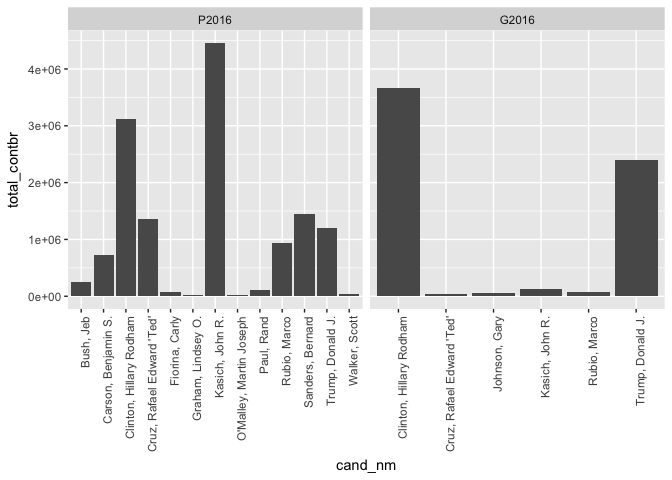 P2016
G2016
total_contbr
4e+06
3e+06
2e+06
1e+06
0e+00
Bush, Jeb
Carson, Benjamin S.
Clinton, Hillary Rodham
Cruz, Rafael Edward 'Ted'
Fiorina, Carly
Graham, Lindsey O.
Kasich, John R.
O'Malley, Martin Joseph
Paul, Rand
Rubio, Marco
Sanders, Bernard
Trump, Donald J.
Walker, Scott
Clinton, Hillary Rodham
Cruz, Rafael Edward 'Ted'
Johnson, Gary
Kasich, John R.
Rubio, Marco
Trump, Donald J.
cand_nm